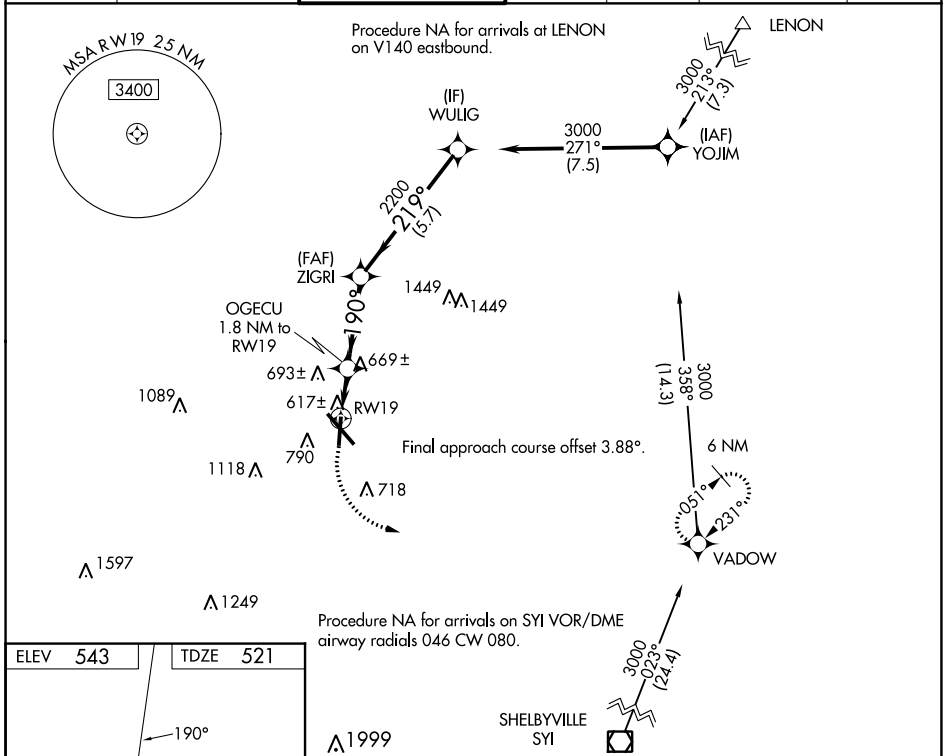 Procedure NA for arrivals at LENON
on V140 eastbound.
LENON
MSA RW19 25 NM
3400
3000
213°
(7.3)
(IF)
WULIG
3000
271°
(7.5)
(IAF)
YOJIM
2200
219°
(5.7)
(FAF)
ZIGRI
190°
1449
1449
OGECU
1.8 NM to
RW19
693±
669±
617±
RW19
1089
790
1118
Final approach course offset 3.88°.
718
3000
358°
(14.3)
6 NM
051°
231°
VADOW
1597
1249
Procedure NA for arrivals on SYI VOR/DME
airway radials 046 CW 080.
3000
023°
(24.4)
SHELBYVILLE
SYI
ELEV 543
TDZE 521
190°
1999